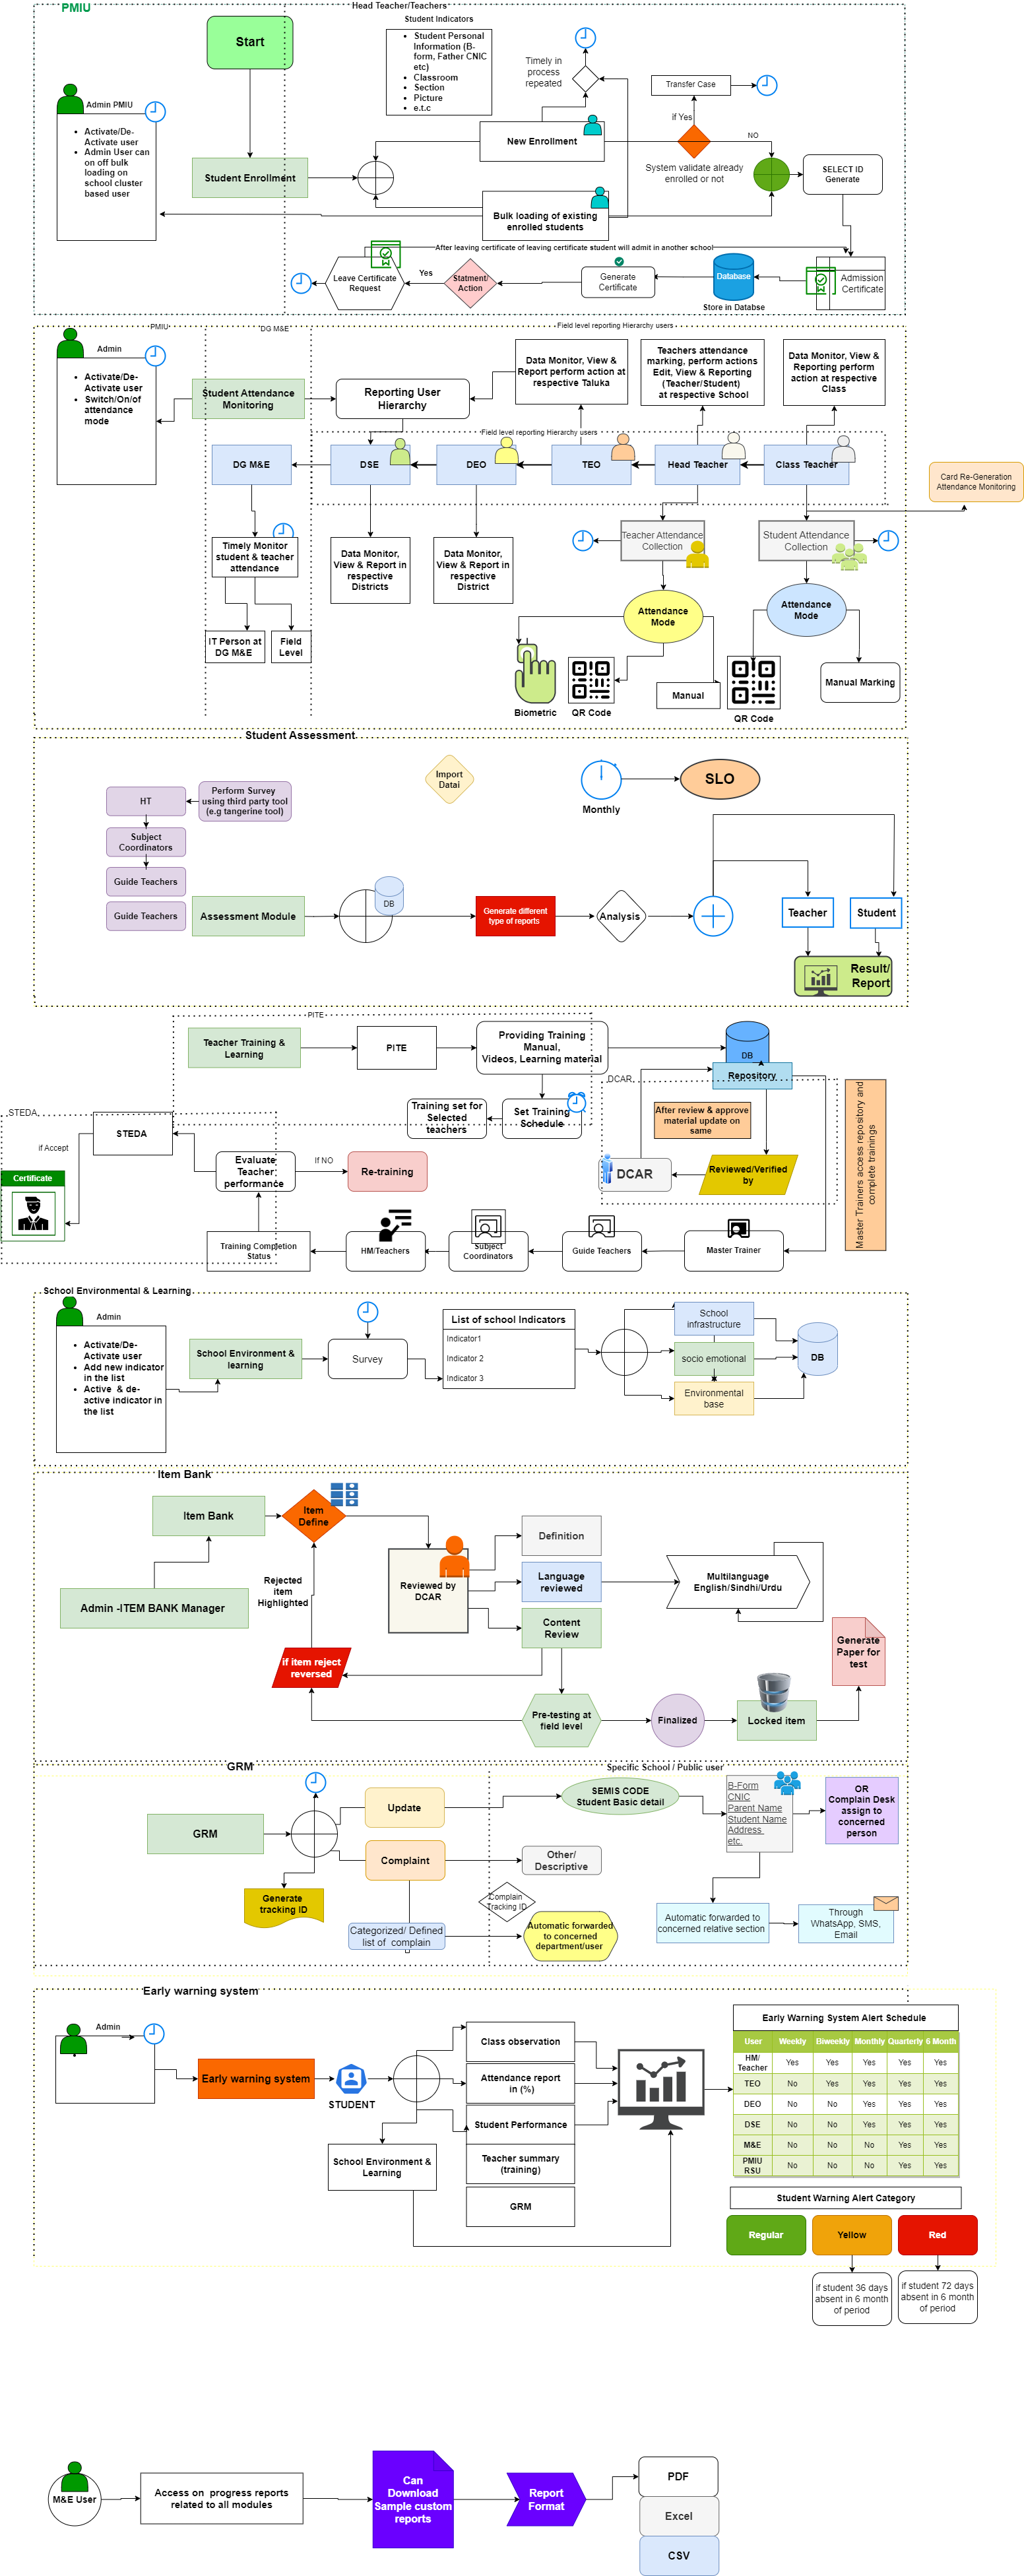 PMIU
Head Teacher/Teachers
Student Indicators
Start
Student Personal
Information (B-
form, Father CNIC
etc)
Classroom
Section
Picture
e.t.c
Timely in
process
repeated
Transfer Case
Admin PMIU
Activate/De-
Activate user
Admin User can
on off bulk
loading on
school cluster
based user
If Yes
New Enrollment
NO
System validate already
enrolled or not
SELECT ID
Generate
Student Enrollment
Bulk loading of existing
enrolled students
After leaving certificate of leaving certificate student will admit in another school
Leave Certificate
Request
Yes
Statment/
Action
Generate
Certificate
Database
Store in Databse
Admission
Certificate
PMIU
DG M&E
Field level reporting Hierarchy users
Admin
Activate/De-
Activate user
Switch/On/of
attendance
mode
Student Attendance
Monitoring
Reporting User
Hierarchy
Data Monitor, View &
Report perform action at
respective Taluka
Teachers attendance
marking, perform actions
Edit, View & Reporting
(Teacher/Student)
at respective School
Data Monitor, View &
Reporting perform
action at respective
Class
Field level reporting Hierarchy users
DG M&E
DSE
DEO
TEO
Head Teacher
Class Teacher
Card Re-Generation
Attendance Monitoring
Timely Monitor
student & teacher
attendance
Data Monitor,
View & Report in
respective
Districts
Data Monitor,
View & Report in
respective
District
Teacher Attendance
Collection
Student Attendance
Collection
Attendance
Mode
Attendance
Mode
IT Person at
DG M&E
Field
Level
Biometric
QR Code
Manual
QR Code
Manual Marking
Student Assessment
Import
Datai
Monthly
SLO
HT
Perform Survey
using third party tool
(e.g tangerine tool)
Subject
Coordinators
Guide Teachers
Guide Teachers
Assessment Module
DB
Generate different
type of reports
Analysis
Teacher
Student
Result/
Report
PITE
Teacher Training &
Learning
PITE
Providing Training
Manual,
Videos, Learning material
DB
Repository
DCAR
Training set for
Selected
teachers
Set Training
Schedule
After review & approve
material update on
same
DCAR
Reviewed/Verified
by
Master Trainers access repository and
complete trainings
STEDA
STEDA
if Accept
Certificate
Evaluate
Teacher
performance
If NO
Re-training
Training Completion
Status
HM/Teachers
Subject
Coordinators
Guide Teachers
Master Trainer
School Environmental & Learning
Admin
Activate/De-
Activate user
Add new indicator
in the list
Active & de-
active indicator in
the list
School Environment &
learning
Survey
List of school Indicators
Indicator1
Indicator 2
Indicator 3
School
infrastructure
socio emotional
Environmental
base
DB
Item Bank
Item Bank
Item
Define
Admin -ITEM BANK Manager
Rejected
item
Highlighted
Reviewed by
DCAR
Definition
Language
reviewed
Content
Review
Multilanguage
English/Sindhi/Urdu
if item reject
reversed
Pre-testing at
field level
Finalized
Locked item
Generate
Paper for
test
GRM
Specific School / Public user
GRM
Update
Complaint
SEMIS CODE
Student Basic detail
B-Form
CNIC
Parent Name
Student Name
Address
etc.
OR
Complain Desk
assign to
concerned
person
Other/
Descriptive
Generate
tracking ID
Complain
Tracking ID
Categorized/ Defined
list of complain
Automatic forwarded
to concerned
department/user
Automatic forwarded to
concerned relative section
Through
WhatsApp, SMS,
Email
Early warning system
Admin
Early warning system
STUDENT
Class observation
Attendance report
in (%)
Student Performance
Teacher summary
(training)
GRM
School Environment &
Learning
Early Warning System Alert Schedule
User Weekly Biweekly Monthly Quarterly 6 Month
HM/
Teacher Yes Yes Yes Yes Yes
TEO No Yes Yes Yes Yes
DEO No No Yes Yes Yes
DSE No No Yes Yes Yes
M&E No No No Yes Yes
PMIU
RSU No No No Yes Yes
Student Warning Alert Category
Regular
Yellow
Red
if student 36 days
absent in 6 month
of period
if student 72 days
absent in 6 month
of period
M&E User
Access on progress reports
related to all modules
Can
Download
Sample custom
reports
Report
Format
PDF
Excel
CSV